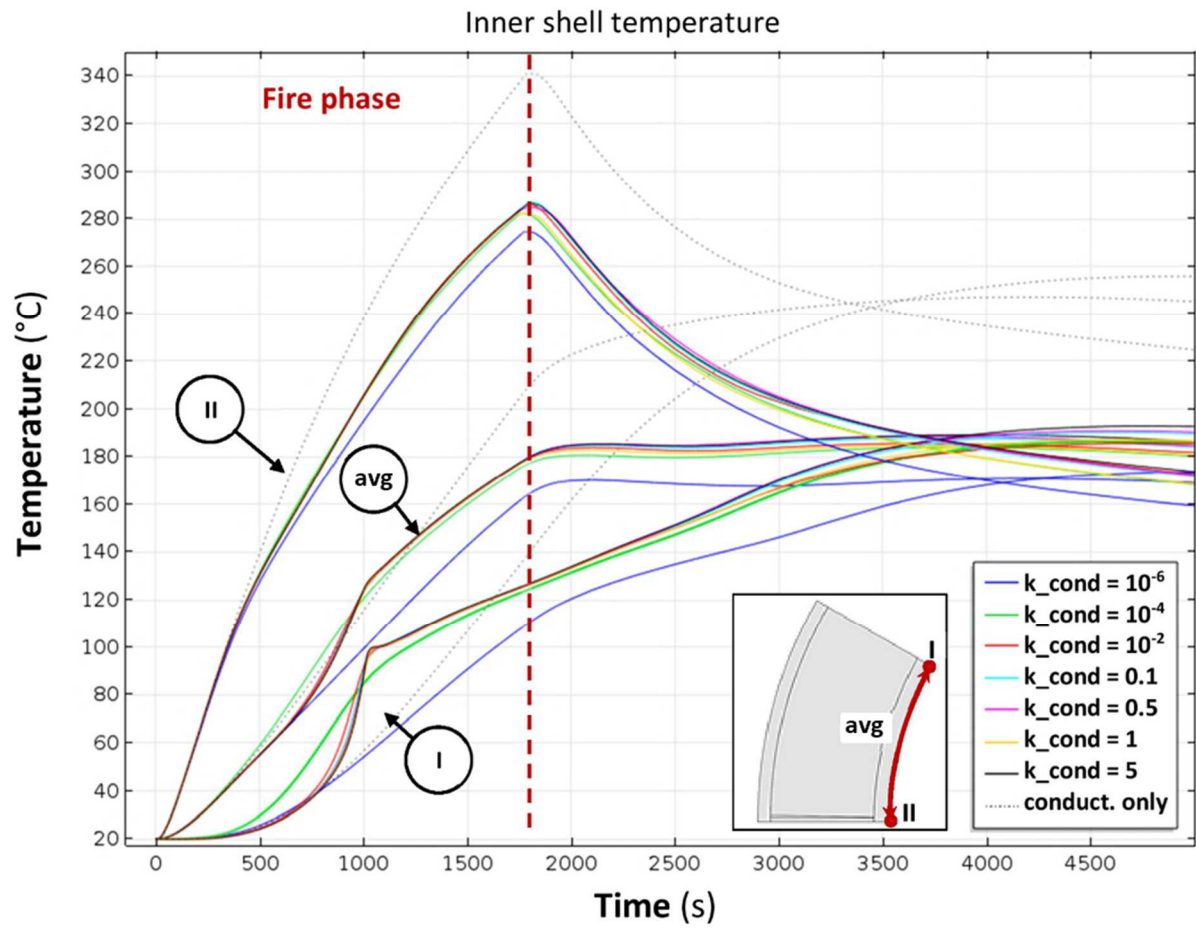 Inner shell temperature
Fire phase
Temperature (°C)
340
320
300
280
260
240
220
200
180
160
140
120
100
80
60
40
20
II
avg
I
k_cond = 10⁻⁶
k_cond = 10⁻⁴
k_cond = 10⁻²
k_cond = 0.1
k_cond = 0.5
k_cond = 1
k_cond = 5
conduct. only
I
avg
II
0 500 1000 1500 2000 2500 3000 3500 4000 4500
Time (s)